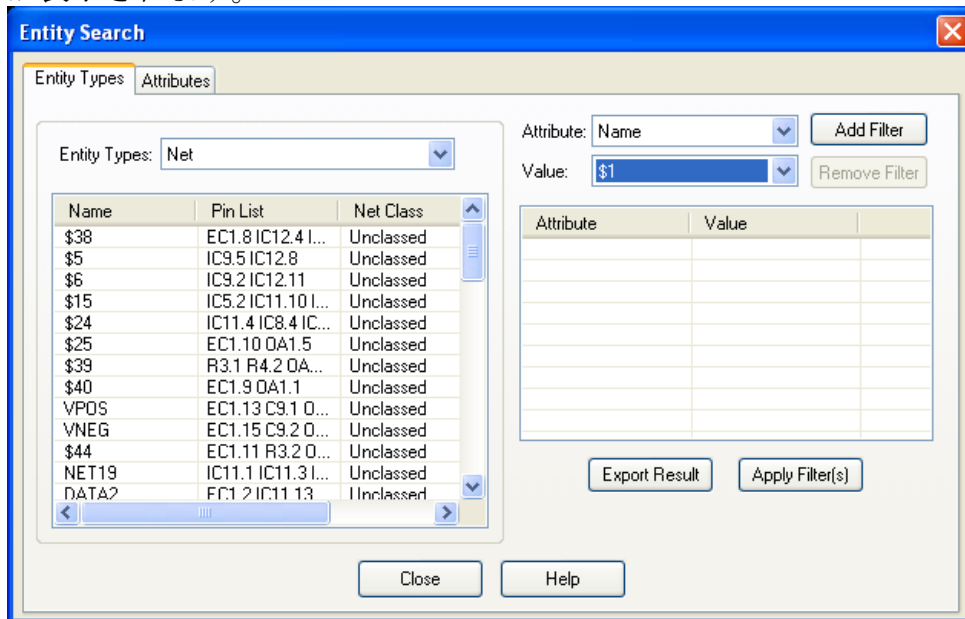 Entity Search
Entity Types Attributes
Entity Types: Net
Name Pin List Net Class
$38 EC1.8 IC12.4 I... Unclassed
$5 IC9.5 IC12.8 Unclassed
$6 IC9.2 IC12.11 Unclassed
$15 IC5.2 IC11.10 I... Unclassed
$24 IC11.4 IC8.4 IC... Unclassed
$25 EC1.10 OA1.5 Unclassed
$39 R3.1 R4.2 OA... Unclassed
$40 EC1.9 OA1.1 Unclassed
VPOS EC1.13 C9.1 O... Unclassed
VNEG EC1.15 C9.2 O... Unclassed
$44 EC1.11 R3.2 O... Unclassed
NET19 IC11.1 IC11.3 I... Unclassed
DATA2 EC1.2 IC11.13 Unclassed
Attribute: Name Add Filter
Value: $1 Remove Filter
Attribute Value
Export Result Apply Filter(s)
Close Help